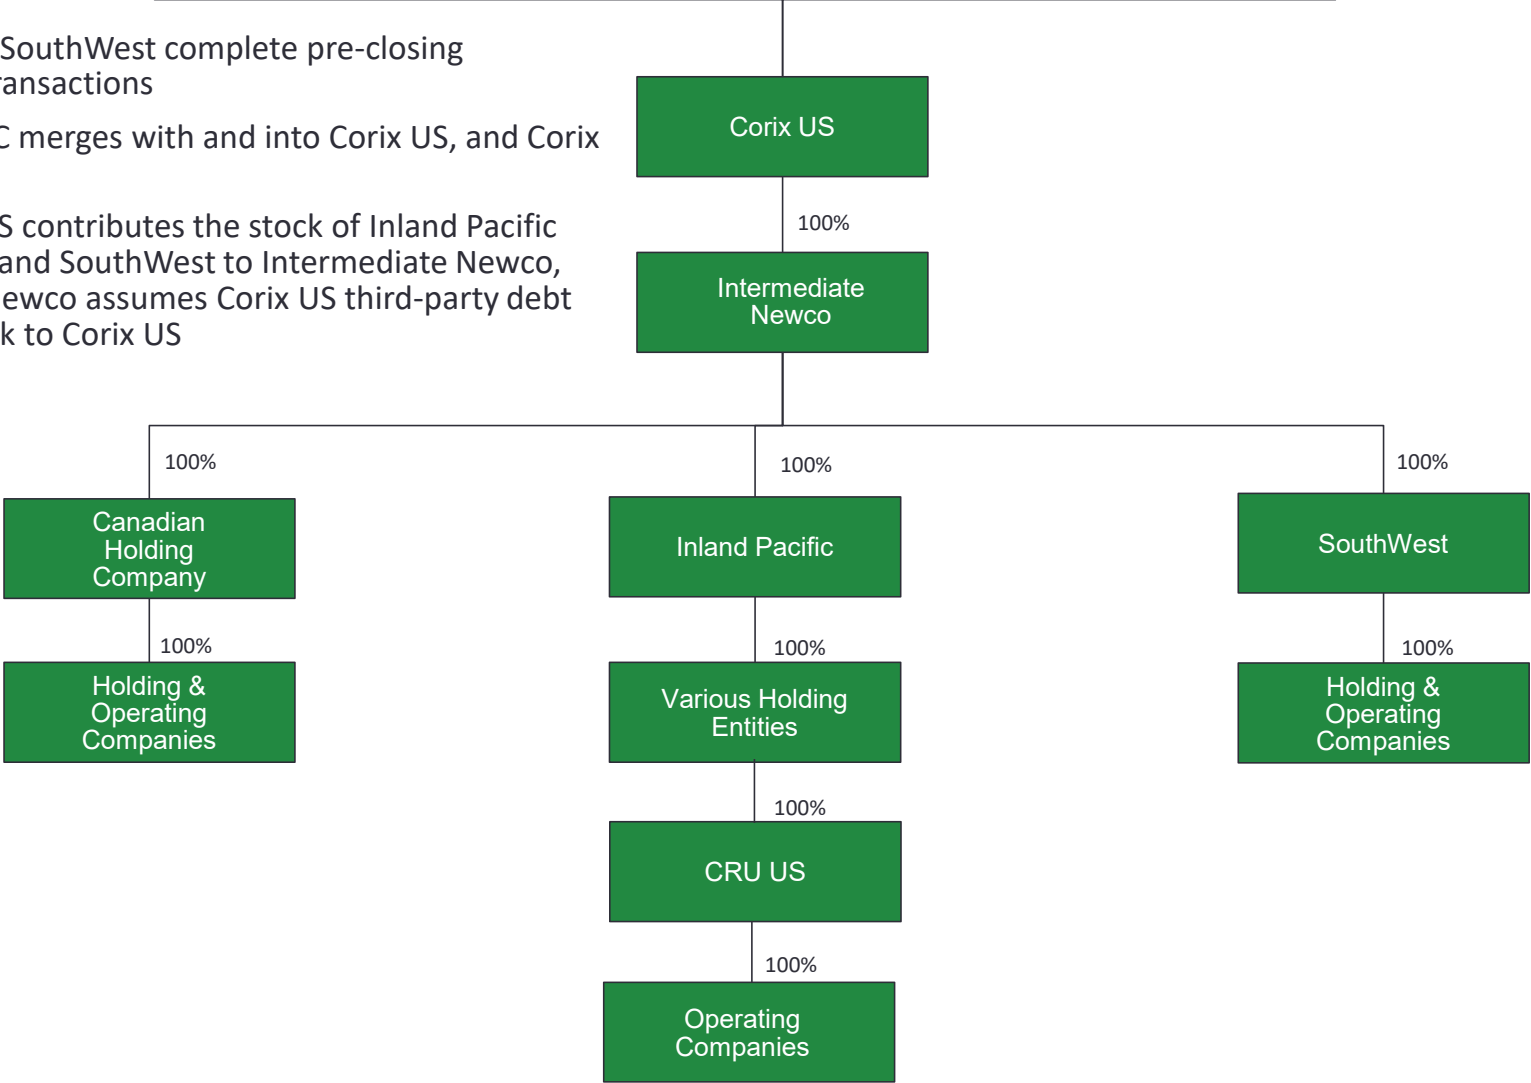 SouthWest complete pre-closing
ransactions
C merges with and into Corix US, and Corix
S contributes the stock of Inland Pacific
and SouthWest to Intermediate Newco,
ewco assumes Corix US third-party debt
k to Corix US
Corix US
100%
Intermediate
Newco
100%
100%
100%
Canadian
Holding
Company
Inland Pacific
SouthWest
100%
100%
100%
Holding &
Operating
Companies
Various Holding
Entities
Holding &
Operating
Companies
100%
CRU US
100%
Operating
Companies